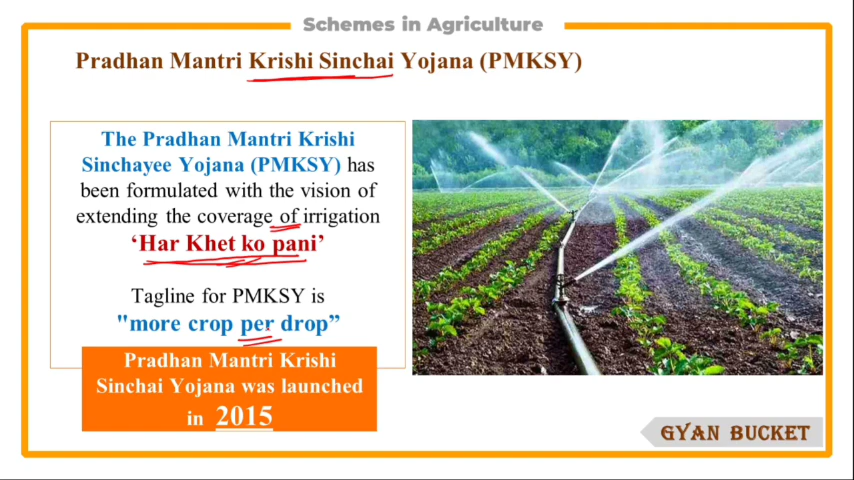 Schemes in Agriculture
Pradhan Mantri Krishi Sinchai Yojana (PMKSY)
The Pradhan Mantri Krishi
Sinchayee Yojana (PMKSY) has
been formulated with the vision of
extending the coverage of irrigation
‘Har Khet ko pani’
Tagline for PMKSY is
"more crop per drop”
Pradhan Mantri Krishi
Sinchai Yojana was launched
in 2015
GYAN BUCKET